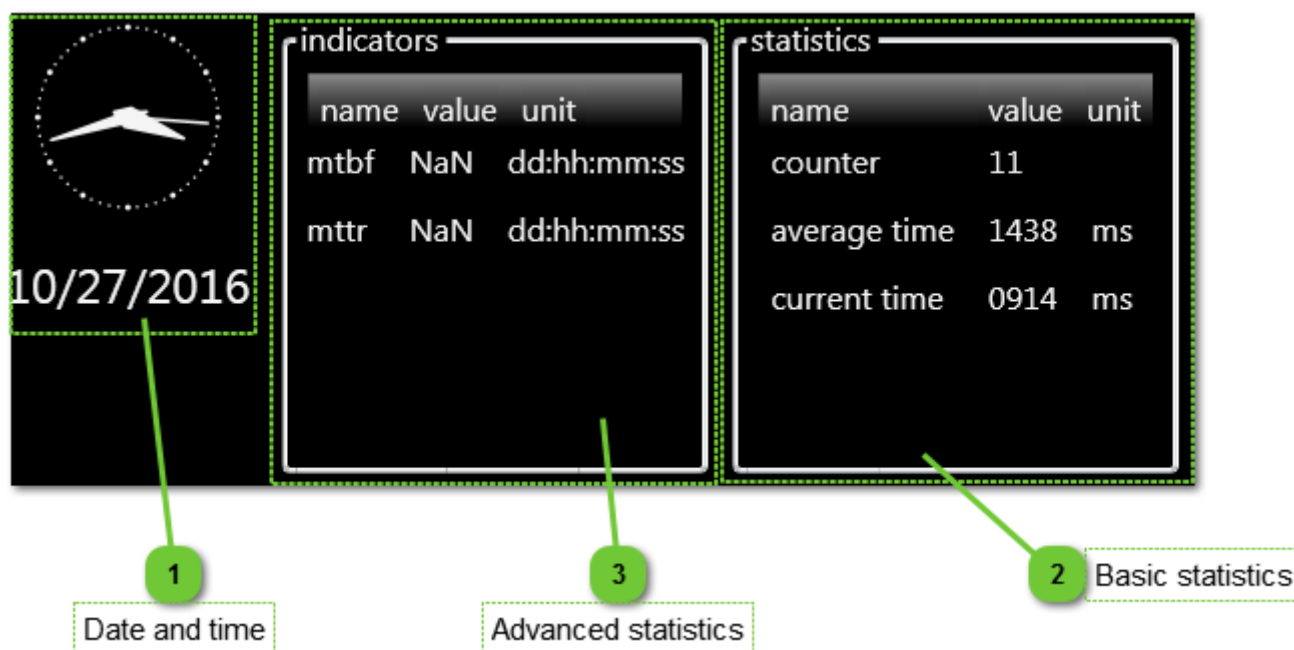 indicators
name value unit
mtbf NaN dd:hh:mm:ss
mttr NaN dd:hh:mm:ss
statistics
name value unit
counter 11
average time 1438 ms
current time 0914 ms
10/27/2016
1
Date and time
3
Advanced statistics
2 Basic statistics